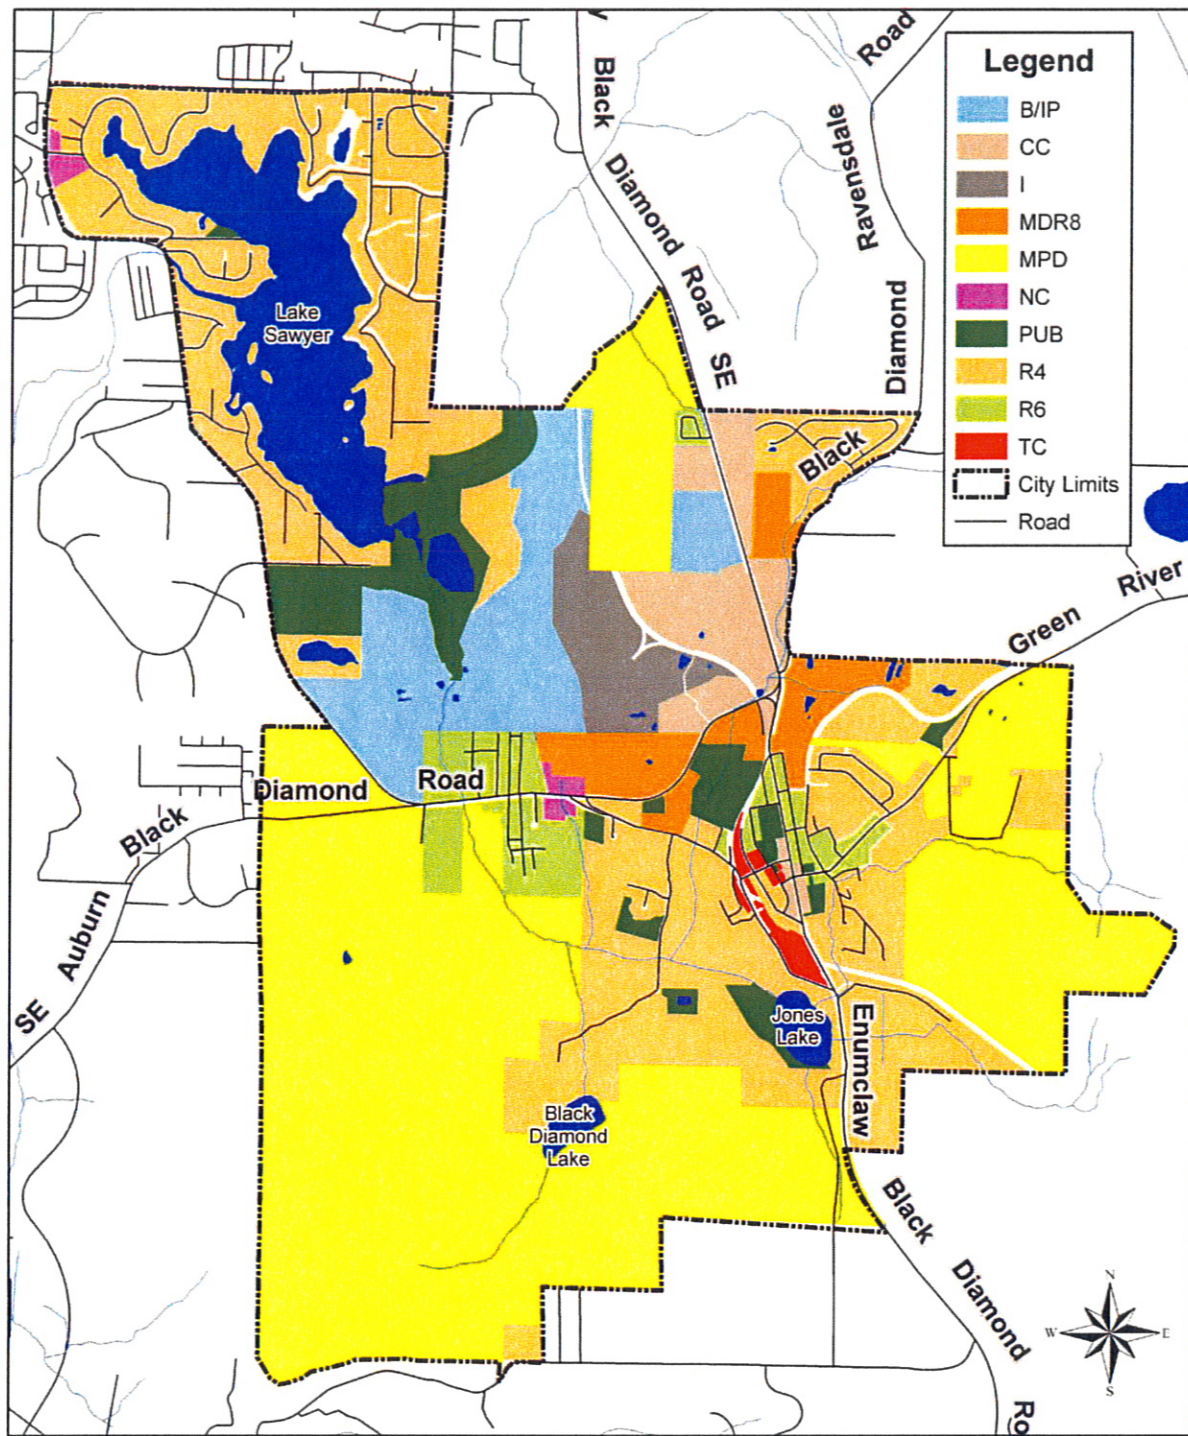 Legend
B/IP
CC
I
MDR8
MPD
NC
PUB
R4
R6
TC
City Limits
Road
Black
Diamond
Road
SE
Road
Ravensdale
Diamond
Black
Lake
Sawyer
Green
River
Diamond
Road
Black
Auburn
SE
Jones
Lake
Enumclaw
Black
Diamond
Lake
Black
Diamond
Ro
N
W
E
S